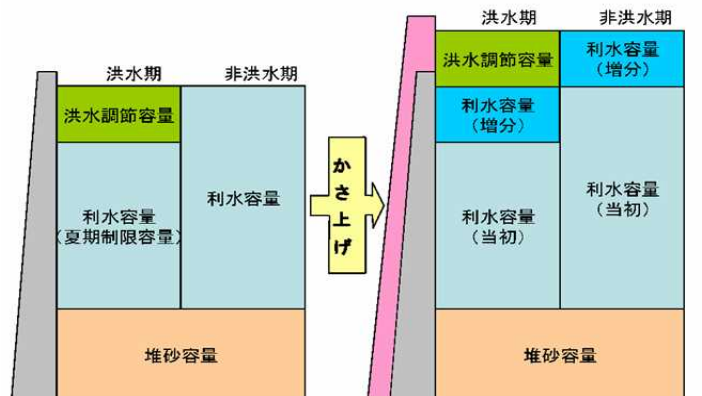 洪水期
非洪水期
洪水調節容量
利水容量
(夏期制限容量)
利水容量
堆砂容量
かさ上げ
洪水期
非洪水期
洪水調節容量
利水容量
(増分)
利水容量
(増分)
利水容量
(当初)
利水容量
(当初)
堆砂容量